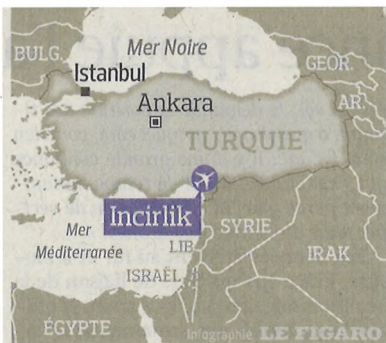 BULG.
Mer Noire
GEOR.
Istanbul
Ankara
AR.
TURQUIE
Incirlik
SYRIE
Mer
Méditerranée
LIB.
IRAK
ISRAËL
ÉGYPTE
Infographie LE FIGARO